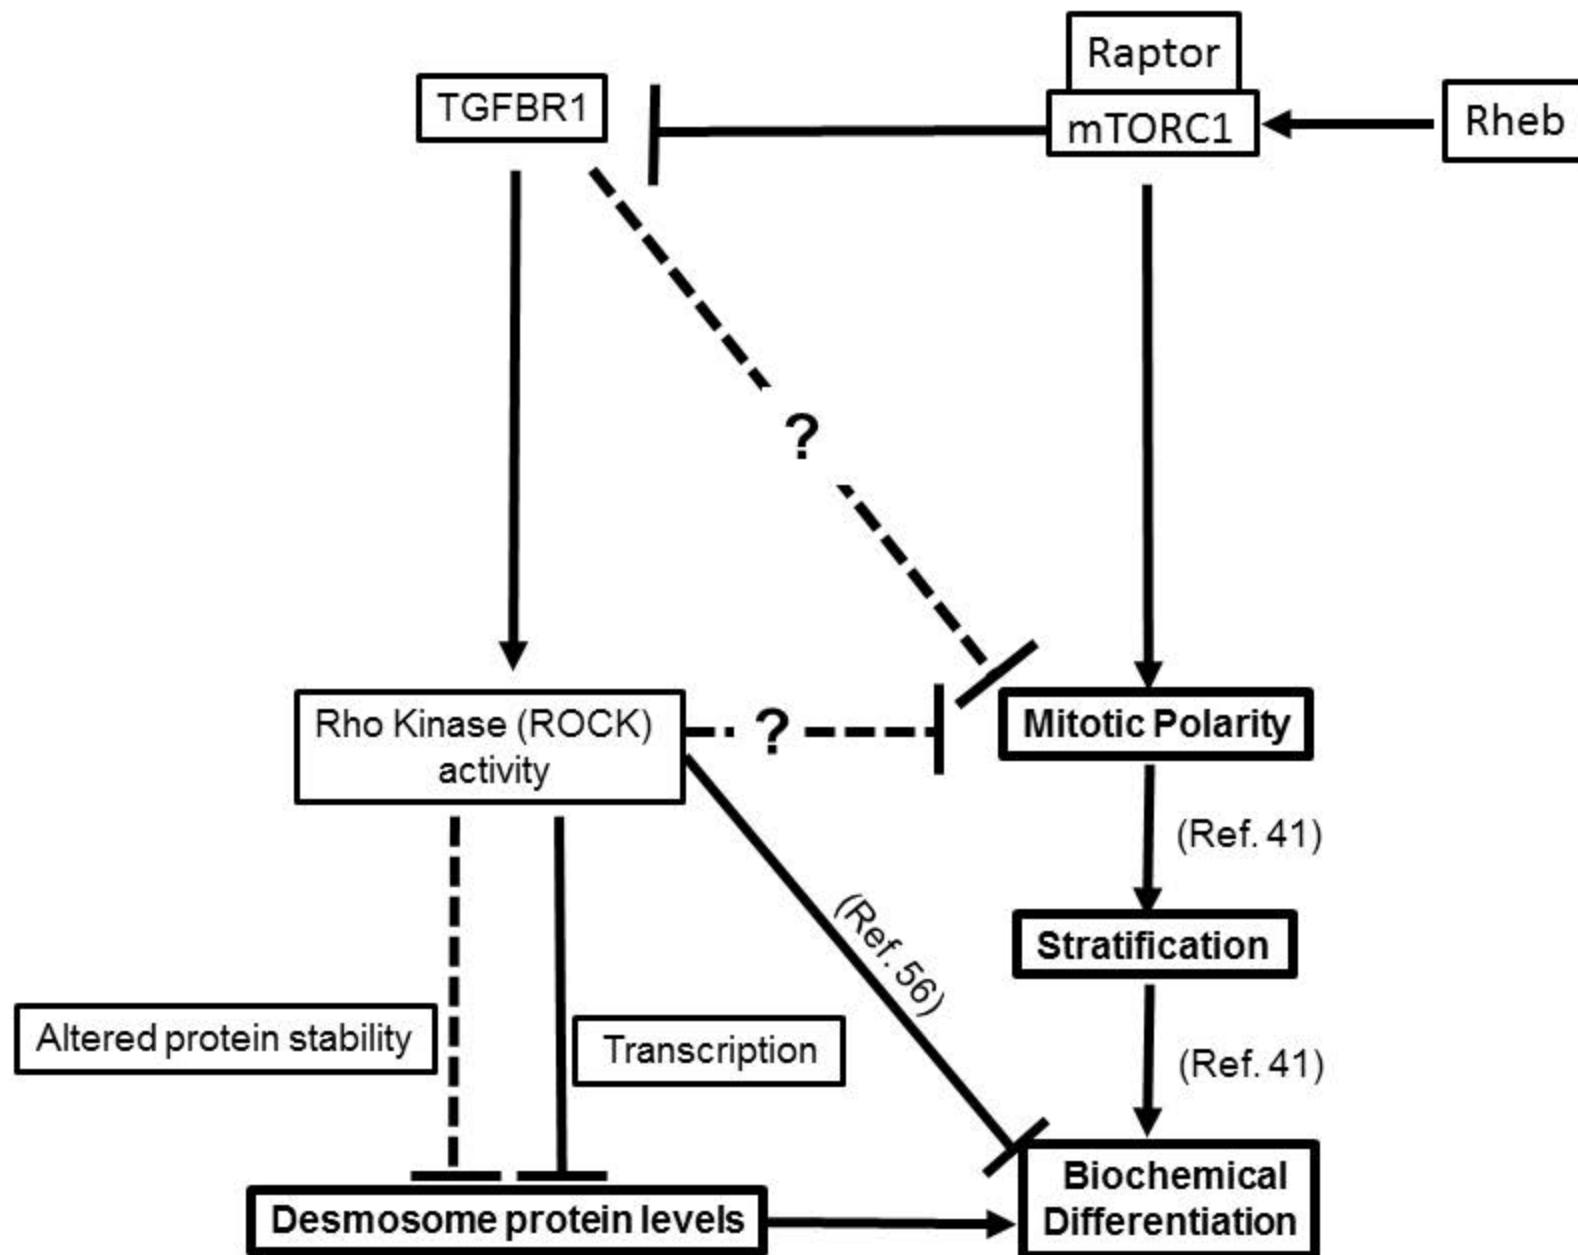 Raptor
TGFBR1
mTORC1
Rheb
?
Rho Kinase (ROCK)
activity
?
Mitotic Polarity
(Ref. 41)
Stratification
(Ref. 56)
Altered protein stability
Transcription
(Ref. 41)
Biochemical
Differentiation
Desmosome protein levels